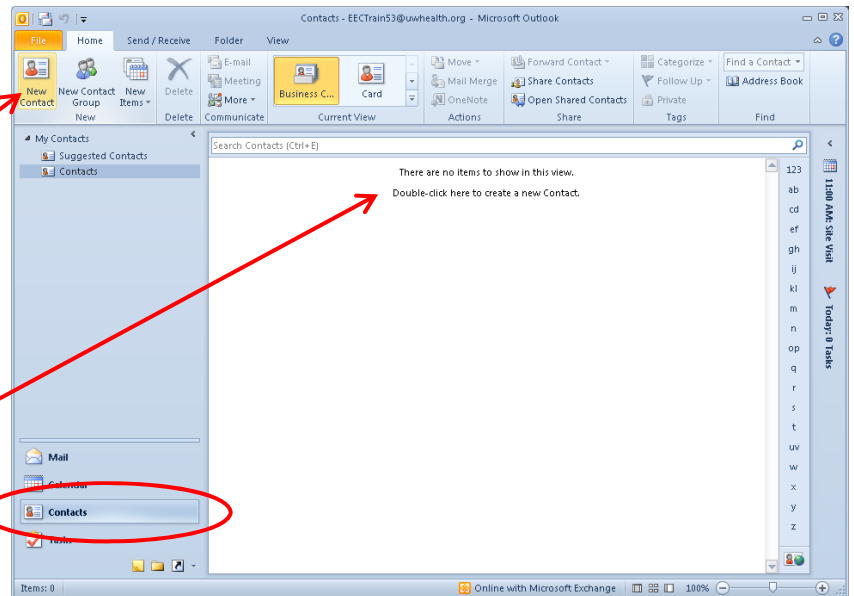 Contacts - EECTrain53@uwhealth.org - Microsoft Outlook
File Home Send / Receive Folder View
New Contact
New Contact Group
New Items
New
Delete
Delete
E-mail
Meeting
More
Communicate
Business C...
Card
Current View
Move
Mail Merge
OneNote
Actions
Forward Contact
Share Contacts
Open Shared Contacts
Share
Categorize
Follow Up
Private
Tags
Find a Contact
Address Book
Find
My Contacts
Suggested Contacts
Contacts
Search Contacts (Ctrl+E)
There are no items to show in this view.
Double-click here to create a new Contact.
123
ab
cd
ef
gh
ij
kl
m
n
op
q
r
s
t
uv
w
x
y
z
11:00 AM: Site Visit
Today: 0 Tasks
Mail
Calendar
Contacts
Tasks
Items: 0
Online with Microsoft Exchange
100%